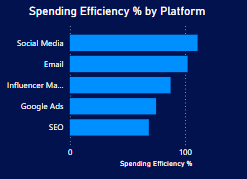 Spending Efficiency % by Platform
Social Media
Email
Influencer Ma...
Google Ads
SEO
0 100
Spending Efficiency %